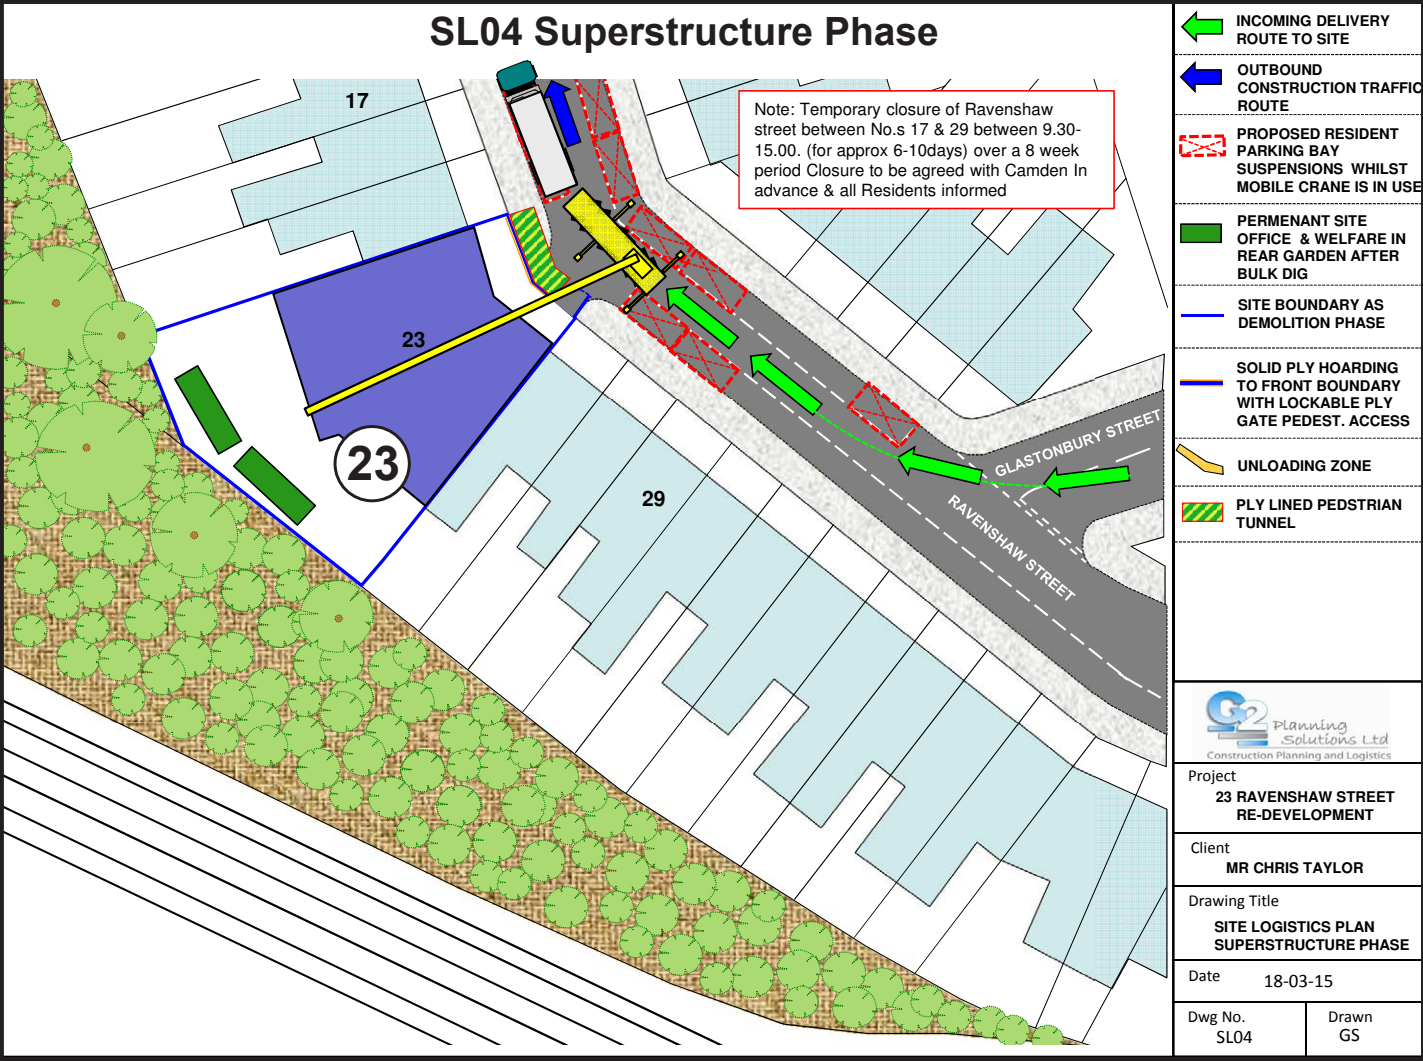 SL04 Superstructure Phase
17
Note: Temporary closure of Ravenshaw
street between No.s 17 & 29 between 9.30-
15.00. (for approx 6-10days) over a 8 week
period Closure to be agreed with Camden In
advance & all Residents informed
23
23
29
GLASTONBURY STREET
RAVENSHAW STREET
INCOMING DELIVERY
ROUTE TO SITE
OUTBOUND
CONSTRUCTION TRAFFIC
ROUTE
PROPOSED RESIDENT
PARKING BAY
SUSPENSIONS WHILST
MOBILE CRANE IS IN USE
PERMENANT SITE
OFFICE & WELFARE IN
REAR GARDEN AFTER
BULK DIG
SITE BOUNDARY AS
DEMOLITION PHASE
SOLID PLY HOARDING
TO FRONT BOUNDARY
WITH LOCKABLE PLY
GATE PEDEST. ACCESS
UNLOADING ZONE
PLY LINED PEDSTRIAN
TUNNEL
G2 Planning
Solutions Ltd
Construction Planning and Logistics
Project
23 RAVENSHAW STREET
RE-DEVELOPMENT
Client
MR CHRIS TAYLOR
Drawing Title
SITE LOGISTICS PLAN
SUPERSTRUCTURE PHASE
Date 18-03-15
Dwg No.
SL04
Drawn
GS